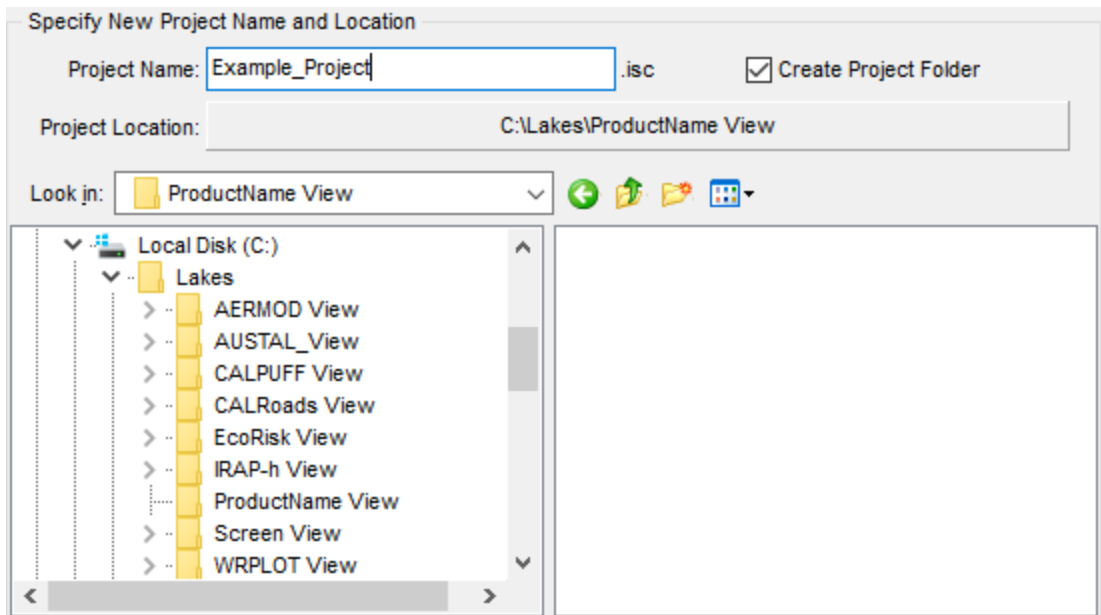 Specify New Project Name and Location
Project Name: Example_Project .isc Create Project Folder
Project Location: C:\Lakes\ProductName View
Look in: ProductName View
Local Disk (C:)
Lakes
AERMOD View
AUSTAL_View
CALPUFF View
CALRoads View
EcoRisk View
IRAP-h View
ProductName View
Screen View
WRPLOT View